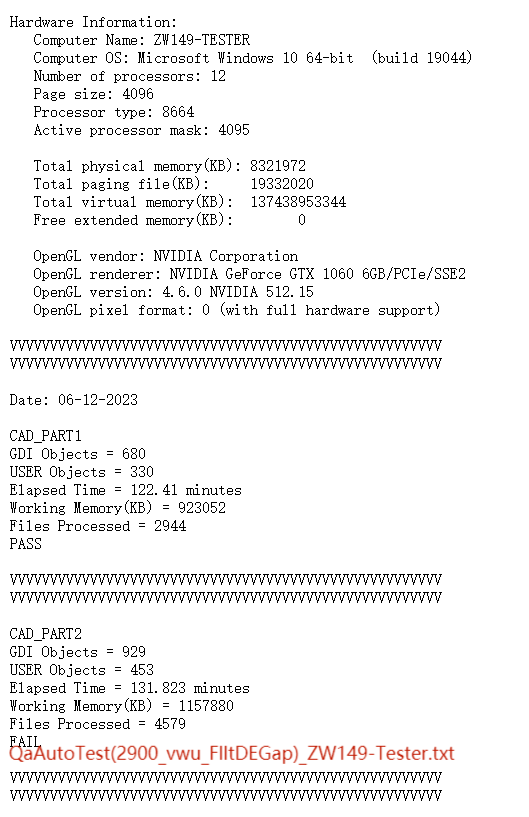 Hardware Information:
Computer Name: ZW149-TESTER
Computer OS: Microsoft Windows 10 64-bit (build 19044)
Number of processors: 12
Page size: 4096
Processor type: 8664
Active processor mask: 4095
Total physical memory(KB): 8321972
Total paging file(KB): 19332020
Total virtual memory(KB): 137438953344
Free extended memory(KB): 0
OpenGL vendor: NVIDIA Corporation
OpenGL renderer: NVIDIA GeForce GTX 1060 6GB/PCIe/SSE2
OpenGL version: 4.6.0 NVIDIA 512.15
OpenGL pixel format: 0 (with full hardware support)
VVVVVVVVVVVVVVVVVVVVVVVVVVVVVVVVVVVVVVVVVVVVVVVVVVVVVV
VVVVVVVVVVVVVVVVVVVVVVVVVVVVVVVVVVVVVVVVVVVVVVVVVVVVVV
Date: 06-12-2023
CAD_PART1
GDI Objects = 680
USER Objects = 330
Elapsed Time = 122.41 minutes
Working Memory(KB) = 923052
Files Processed = 2944
PASS
VVVVVVVVVVVVVVVVVVVVVVVVVVVVVVVVVVVVVVVVVVVVVVVVVVVVVV
VVVVVVVVVVVVVVVVVVVVVVVVVVVVVVVVVVVVVVVVVVVVVVVVVVVVVV
CAD_PART2
GDI Objects = 929
USER Objects = 453
Elapsed Time = 131.823 minutes
Working Memory(KB) = 1157880
Files Processed = 4579
FAIL
QaAutoTest(2900_vwu_FlltDEGap)_ZW149-Tester.txt
VVVVVVVVVVVVVVVVVVVVVVVVVVVVVVVVVVVVVVVVVVVVVVVVVVVVVV
VVVVVVVVVVVVVVVVVVVVVVVVVVVVVVVVVVVVVVVVVVVVVVVVVVVVVV